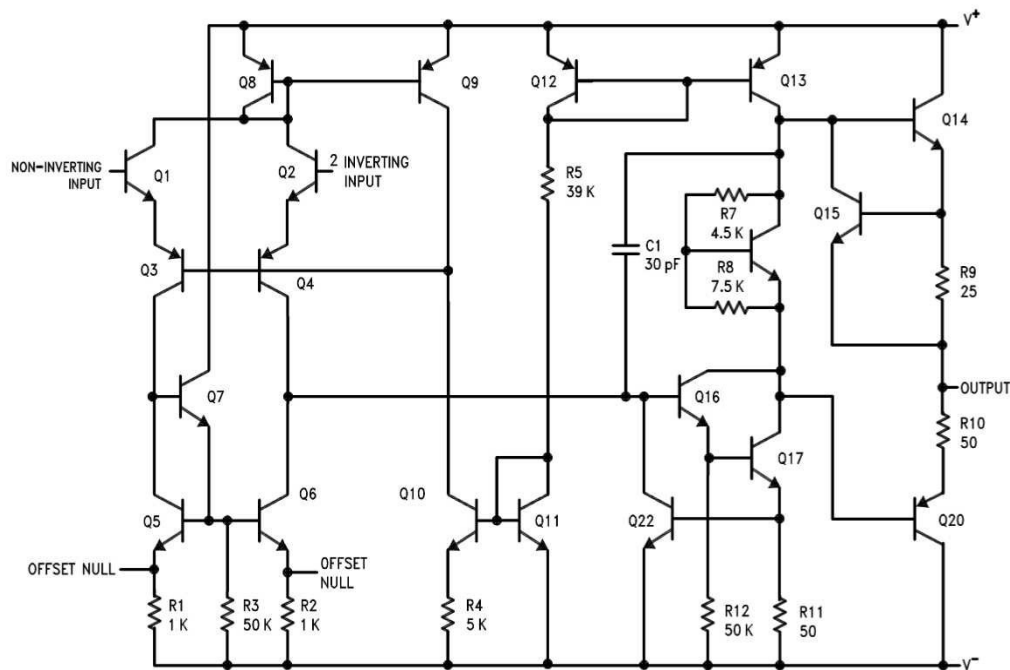 V+
Q8
Q9
Q12
Q13
Q14
NON-INVERTING
INPUT
Q1
Q2
2 INVERTING
INPUT
R5
39 K
R7
4.5 K
Q15
Q3
Q4
C1
30 pF
R8
7.5 K
R9
25
Q7
Q16
OUTPUT
R10
50
Q17
Q5
Q6
Q10
Q11
Q22
Q20
OFFSET NULL
OFFSET
NULL
R1
1 K
R3
50 K
R2
1 K
R4
5 K
R12
50 K
R11
50
V-